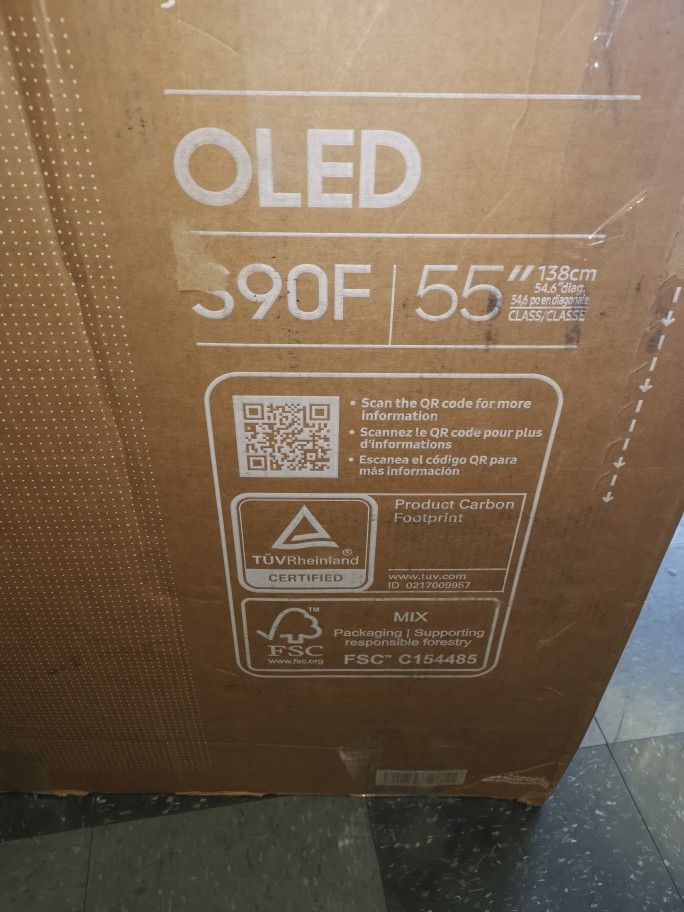 OLED
S90F
55"
138cm
54.6"diag.
54,6 po en diagonale
CLASS/CLASSE
• Scan the QR code for more
information
• Scannez le QR code pour plus
d'informations
• Escanea el código QR para
más información
TÜVRheinland®
CERTIFIED
Product Carbon
Footprint
www.tuv.com
ID 0217009957
FSC™
www.fsc.org
MIX
Packaging | Supporting
responsible forestry
FSC™ C154485